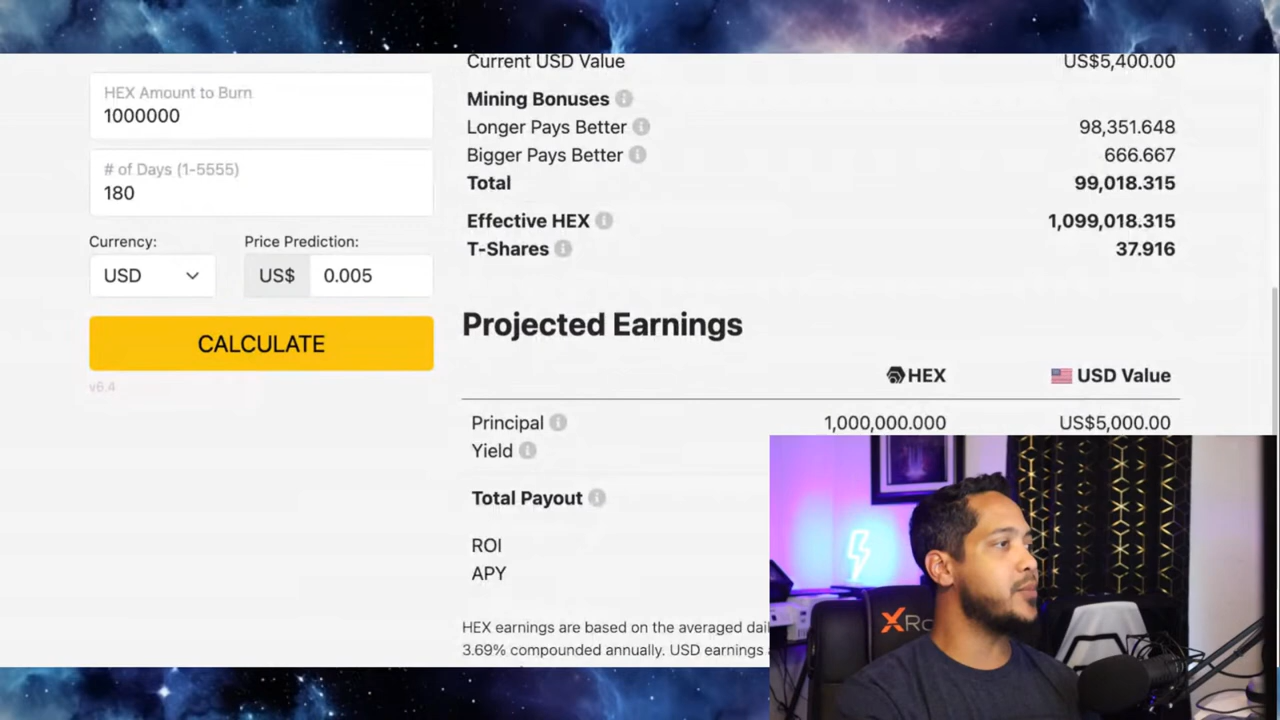 HEX Amount to Burn
1000000
# of Days (1-5555)
180
Currency:
Price Prediction:
USD
US$
0.005
CALCULATE
v6.4
Current USD Value US$5,400.00
Mining Bonuses
Longer Pays Better 98,351.648
Bigger Pays Better 666.667
Total 99,018.315
Effective HEX 1,099,018.315
T-Shares 37.916
Projected Earnings
HEX USD Value
Principal 1,000,000.000 US$5,000.00
Yield
Total Payout
ROI
APY
HEX earnings are based on the averaged
3.69% compounded annually. USD earnings